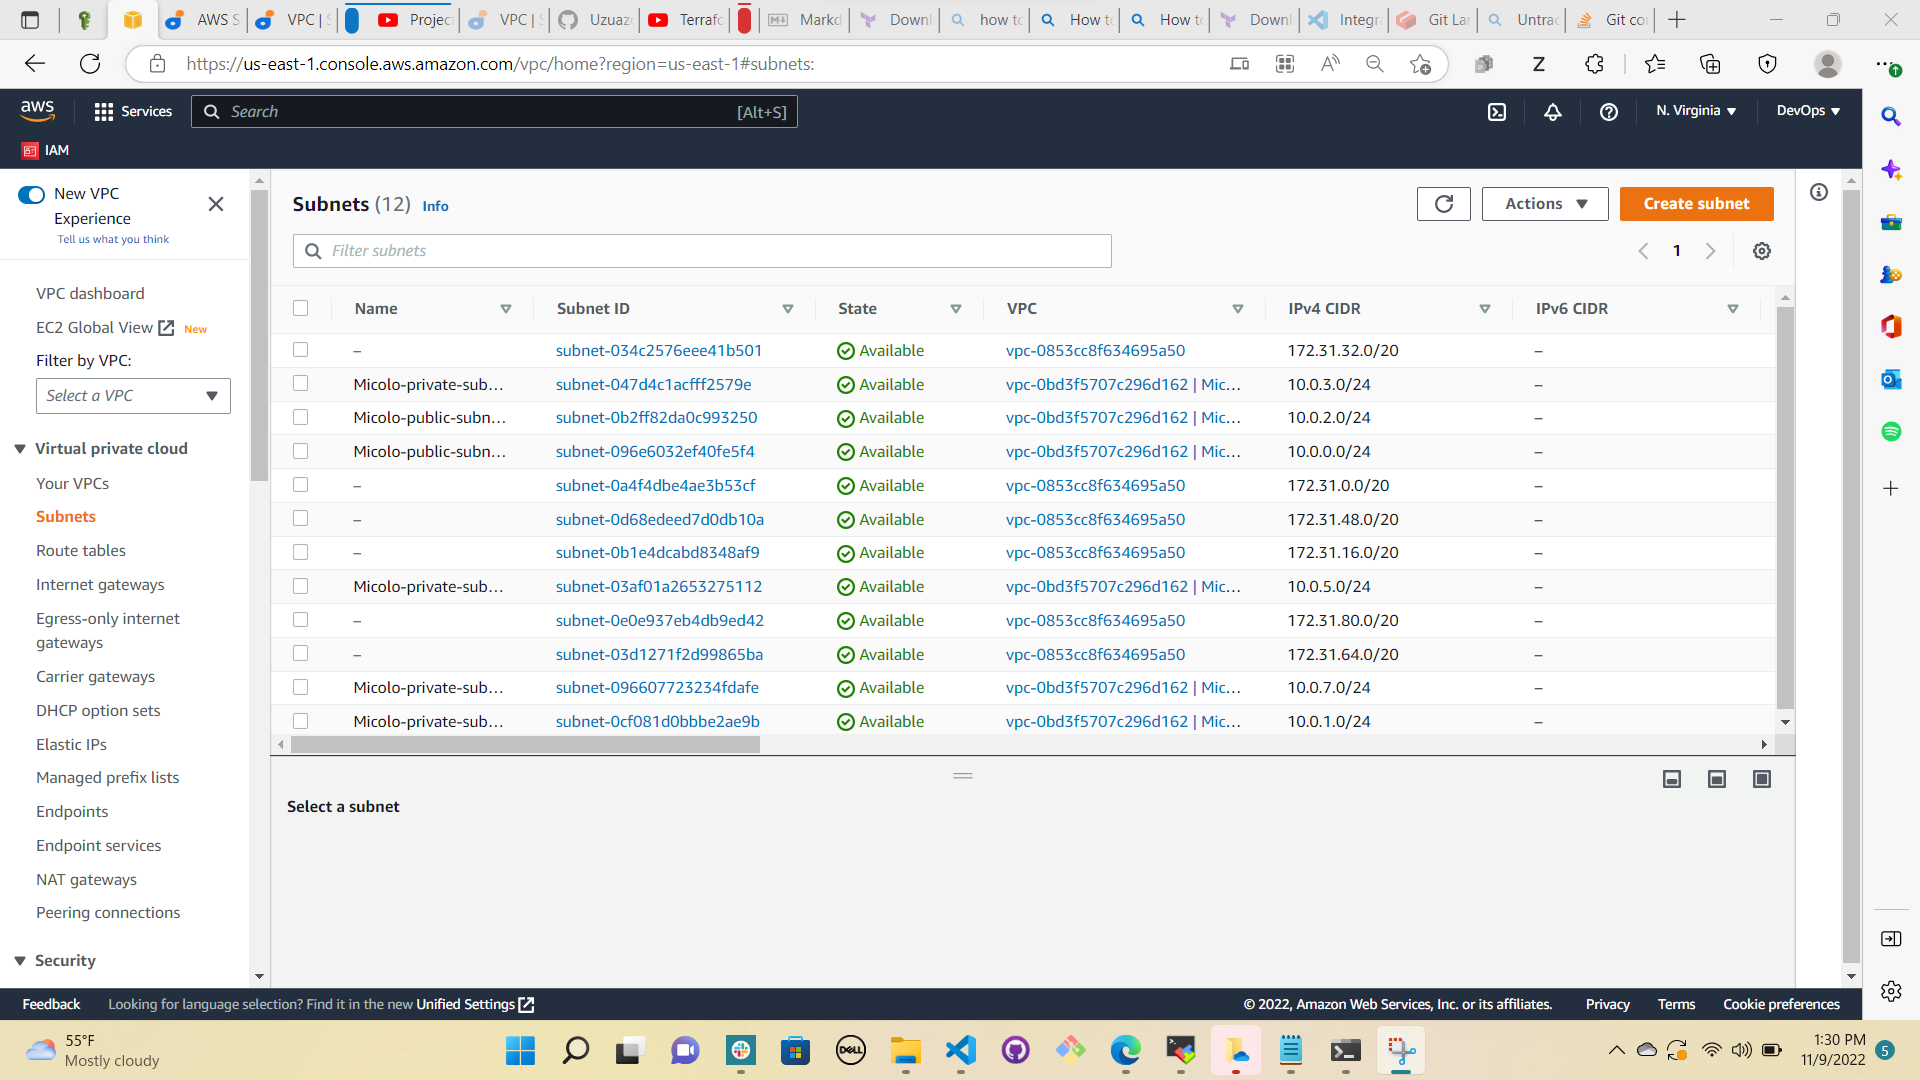 AWS S
VPC | S
Project
VPC | S
Uzuaz
Terrafo
Markd
Downl
how to
How to
How to
Downl
Integra
Git Lar
Untrac
Git cor
https://us-east-1.console.aws.amazon.com/vpc/home?region=us-east-1#subnets:
aws
Services
Search
[Alt+S]
N. Virginia
DevOps
IAM
New VPC
Experience
Tell us what you think
VPC dashboard
EC2 Global View New
Filter by VPC:
Select a VPC
Virtual private cloud
Your VPCs
Subnets
Route tables
Internet gateways
Egress-only internet
gateways
Carrier gateways
DHCP option sets
Elastic IPs
Managed prefix lists
Endpoints
Endpoint services
NAT gateways
Peering connections
Security
Subnets (12) Info
Actions
Create subnet
Filter subnets
1
Name Subnet ID State VPC IPv4 CIDR IPv6 CIDR
– subnet-034c2576eee41b501 Available vpc-0853cc8f634695a50 172.31.32.0/20 –
Micolo-private-sub... subnet-047d4c1acfff2579e Available vpc-0bd3f5707c296d162 | Mic... 10.0.3.0/24 –
Micolo-public-subn... subnet-0b2ff82da0c993250 Available vpc-0bd3f5707c296d162 | Mic... 10.0.2.0/24 –
Micolo-public-subn... subnet-096e6032ef40fe5f4 Available vpc-0bd3f5707c296d162 | Mic... 10.0.0.0/24 –
– subnet-0a4f4dbe4ae3b53cf Available vpc-0853cc8f634695a50 172.31.0.0/20 –
– subnet-0d68edeed7d0db10a Available vpc-0853cc8f634695a50 172.31.48.0/20 –
– subnet-0b1e4dcabd8348af9 Available vpc-0853cc8f634695a50 172.31.16.0/20 –
Micolo-private-sub... subnet-03af01a2653275112 Available vpc-0bd3f5707c296d162 | Mic... 10.0.5.0/24 –
– subnet-0e0e937eb4db9ed42 Available vpc-0853cc8f634695a50 172.31.80.0/20 –
– subnet-03d1271f2d99865ba Available vpc-0853cc8f634695a50 172.31.64.0/20 –
Micolo-private-sub... subnet-096607723234fdafe Available vpc-0bd3f5707c296d162 | Mic... 10.0.7.0/24 –
Micolo-private-sub... subnet-0cf081d0bbbe2ae9b Available vpc-0bd3f5707c296d162 | Mic... 10.0.1.0/24 –
Select a subnet
Feedback
Looking for language selection? Find it in the new Unified Settings
© 2022, Amazon Web Services, Inc. or its affiliates.
Privacy
Terms
Cookie preferences
55°F
Mostly cloudy
DELL
1:30 PM
11/9/2022
5